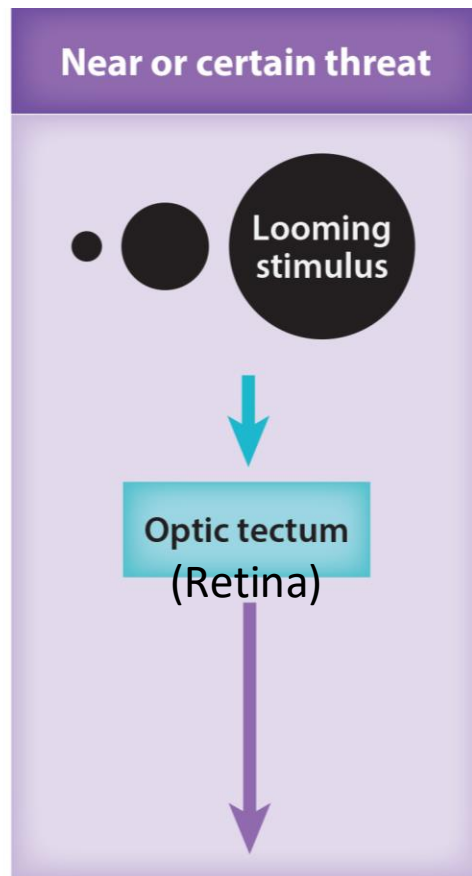 Near or certain threat
Looming
stimulus
Optic tectum
(Retina)